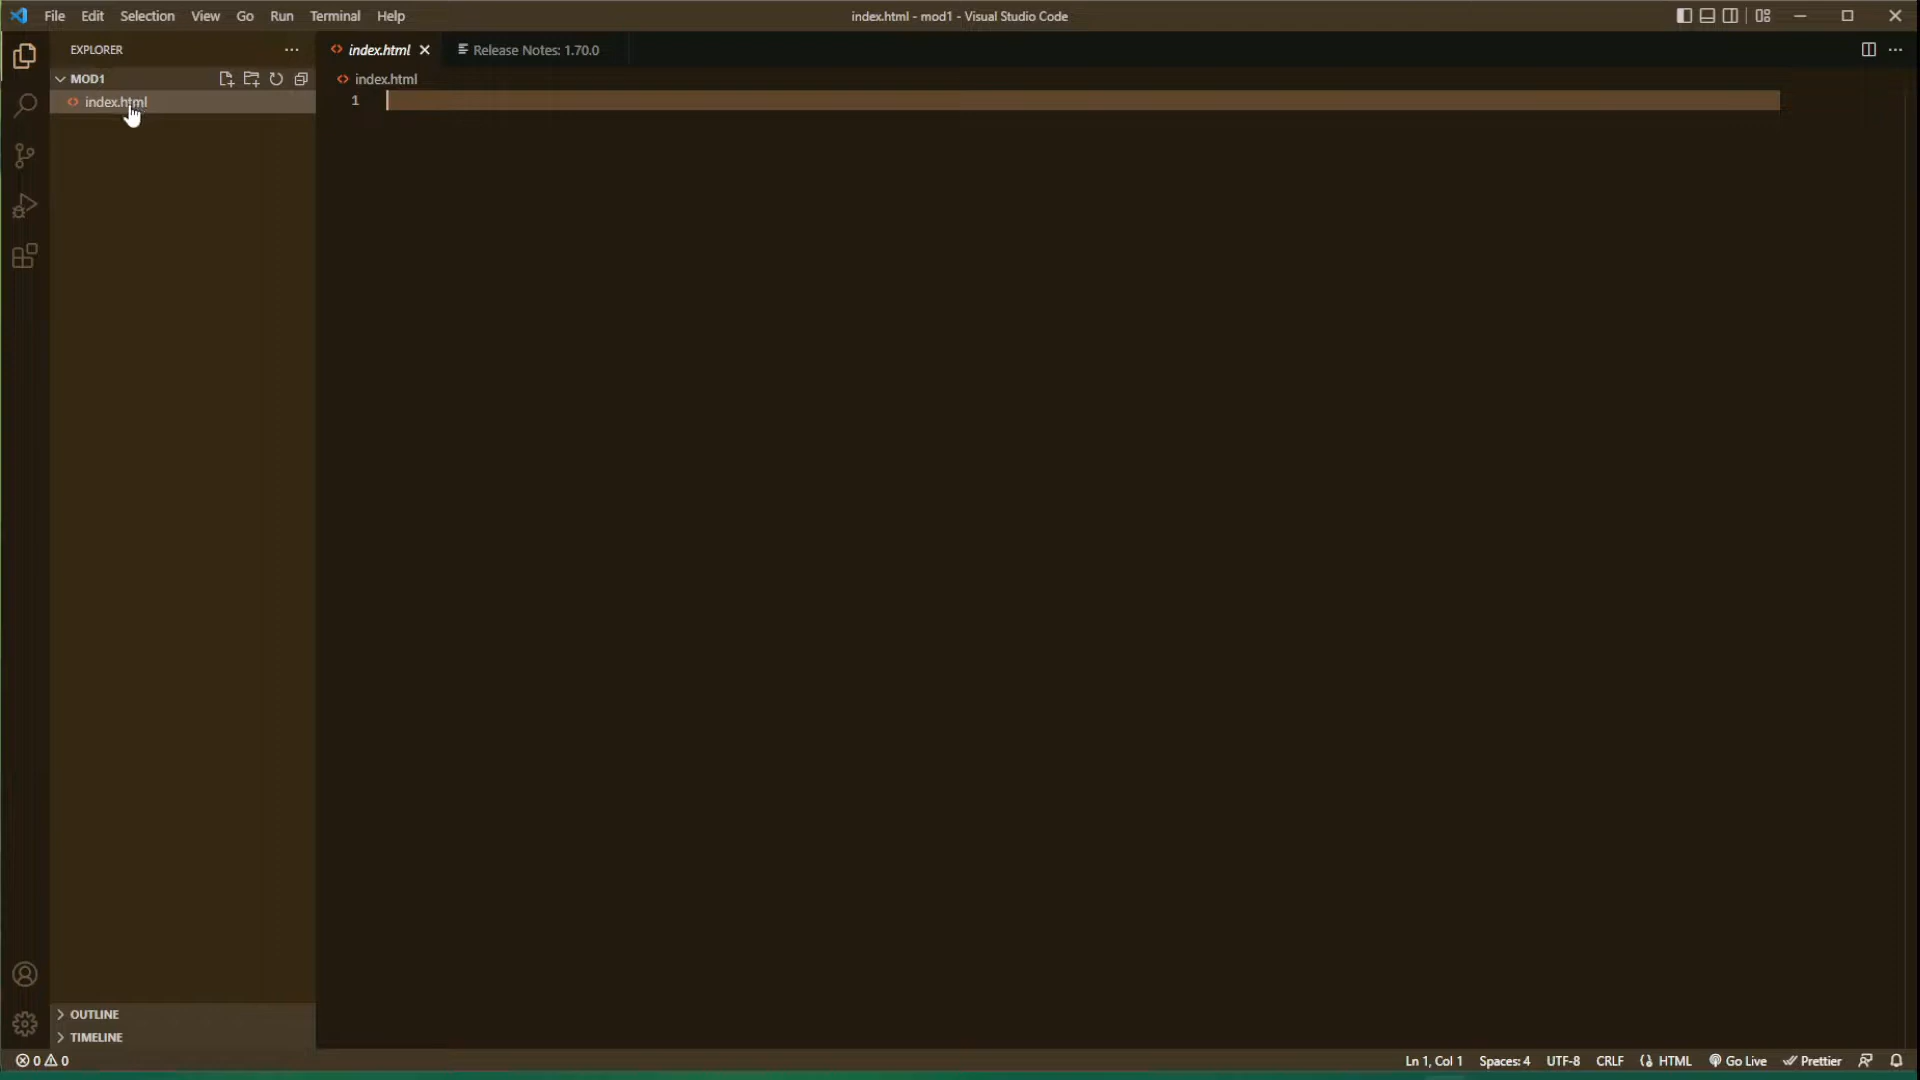 File Edit Selection View Go Run Terminal Help
index.html - mod1 - Visual Studio Code
EXPLORER
index.html
Release Notes: 1.70.0
MOD1
index.html
index.html
1
OUTLINE
TIMELINE
0 0
Ln 1, Col 1 Spaces: 4 UTF-8 CRLF HTML Go Live Prettier